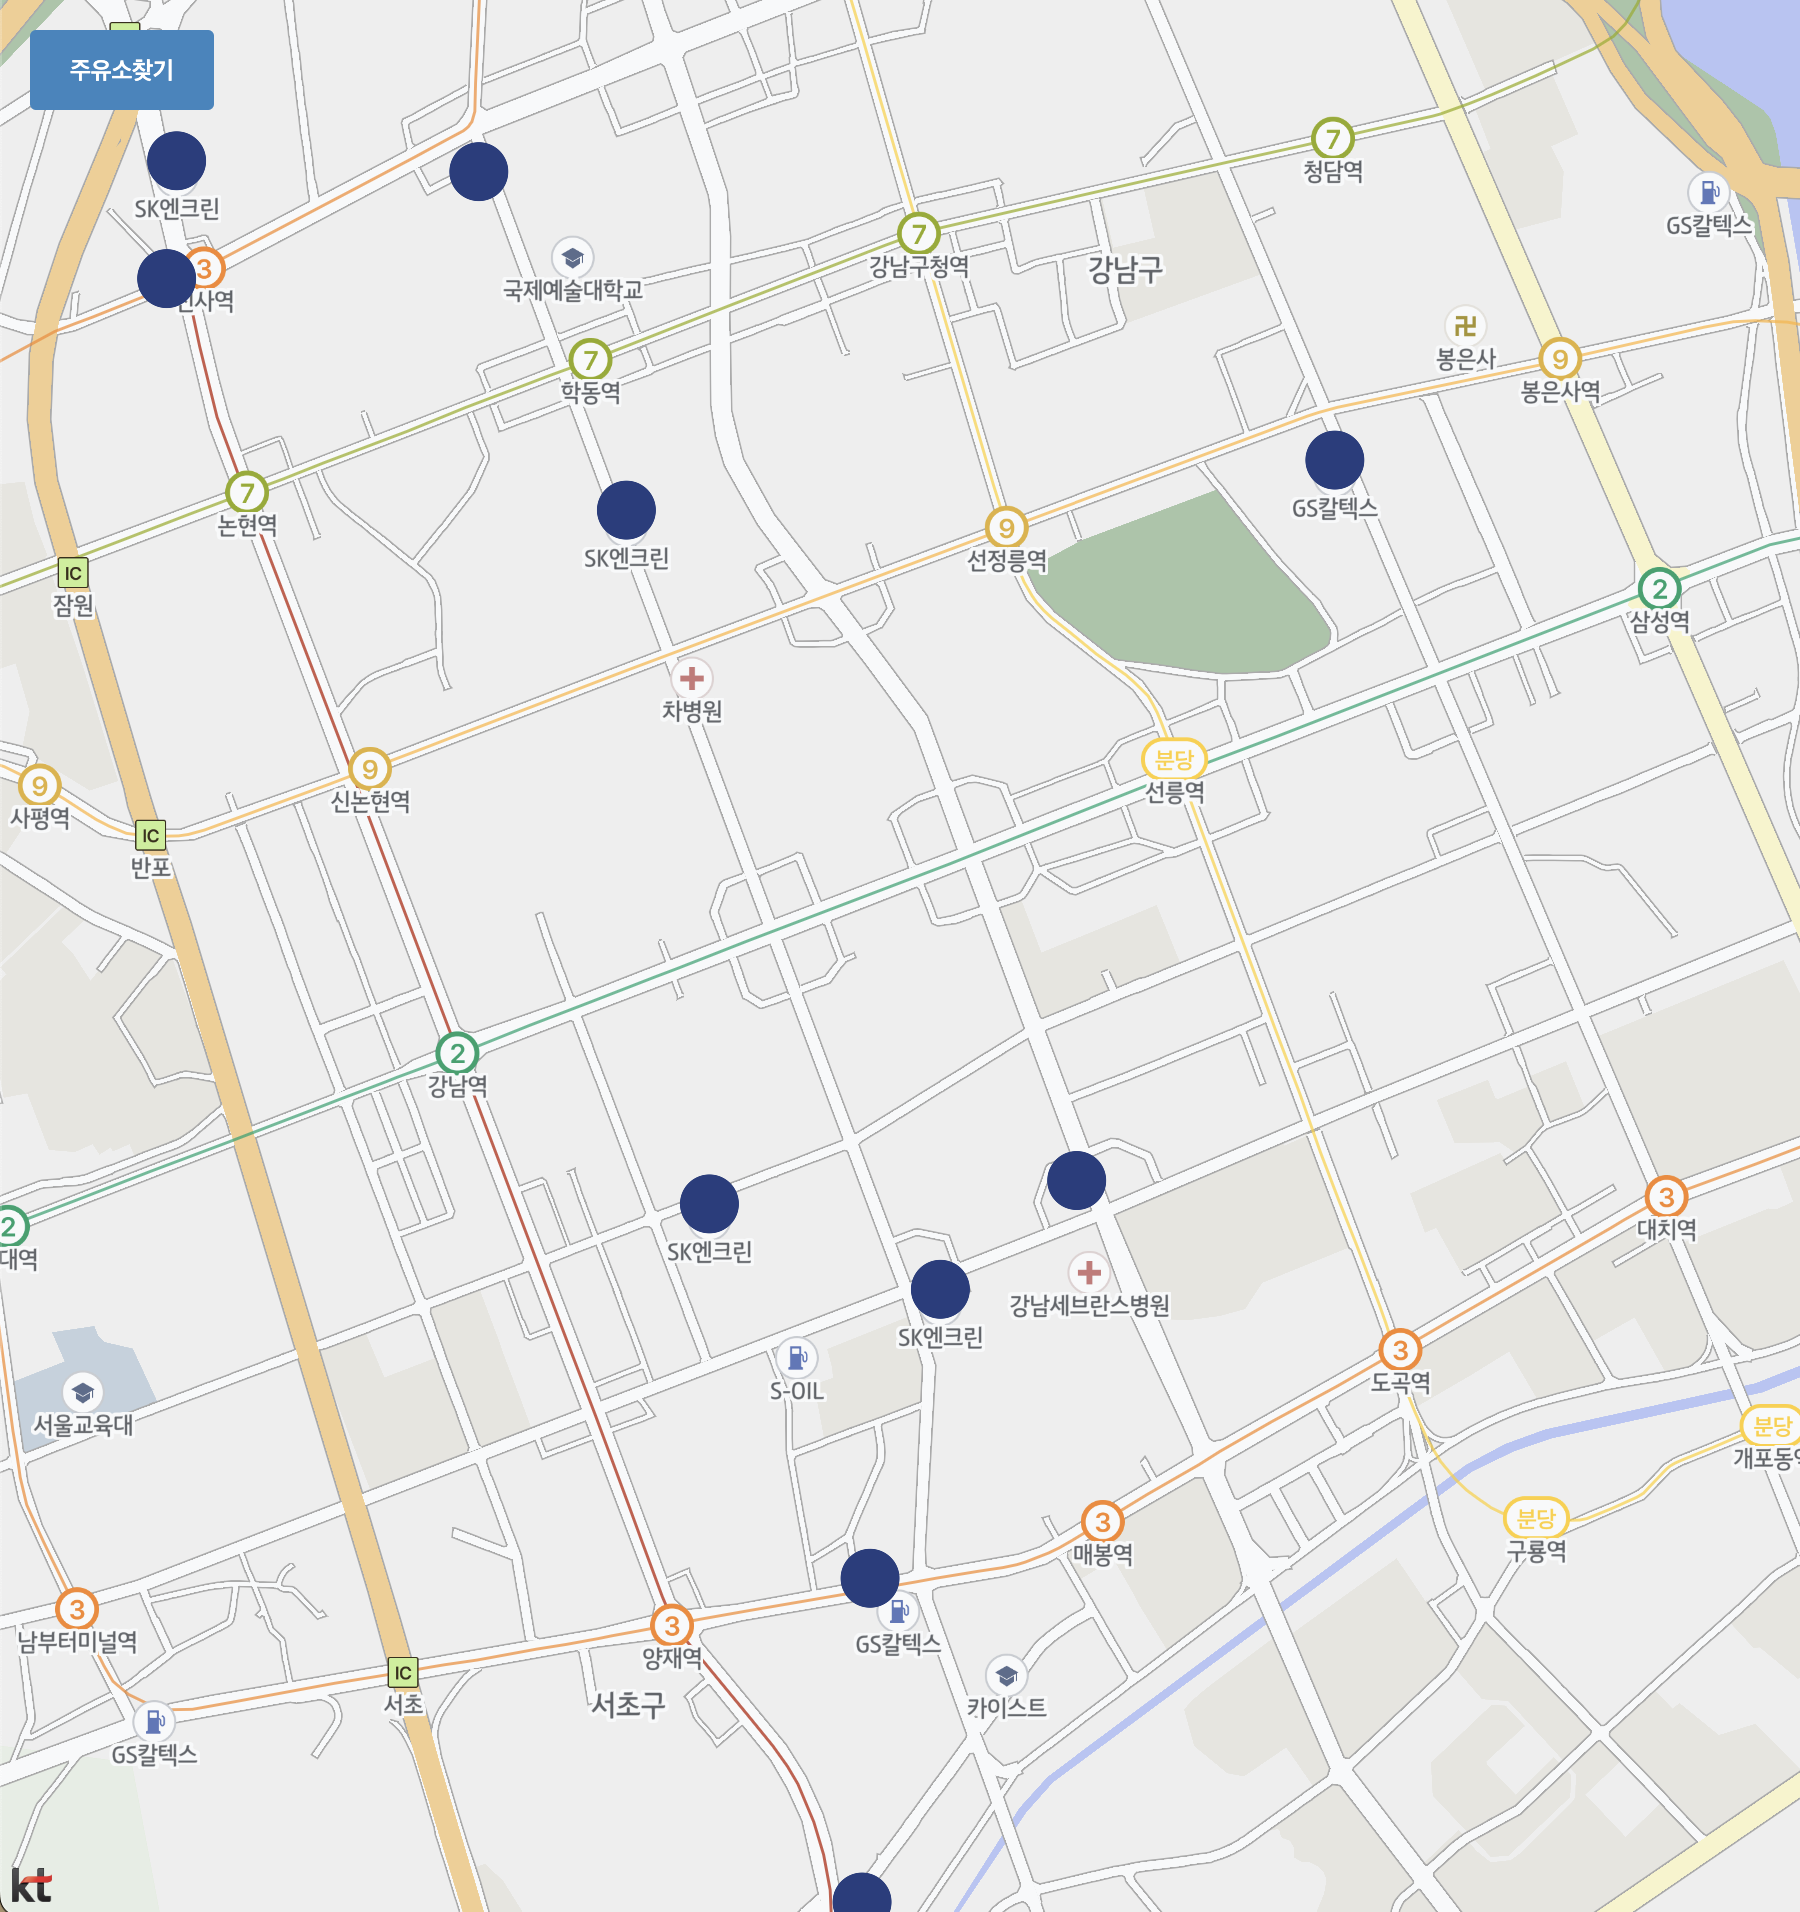 주유소찾기
7
청담역
SK엔크린
GS칼텍스
3
7
강남구청역
강남구
국제예술대학교
봉은사
9
봉은사역
7
학동역
GS칼텍스
7
논현역
SK엔크린
9
선정릉역
IC
잠원
2
삼성역
차병원
분당
선릉역
9
사평역
9
신논현역
IC
반포
2
강남역
2
대역
SK엔크린
3
대치역
강남세브란스병원
SK엔크린
S-OIL
3
도곡역
서울교육대
분당
개포동역
3
매봉역
분당
구룡역
3
남부터미널역
3
양재역
GS칼텍스
IC
서초
서초구
카이스트
GS칼텍스
kt